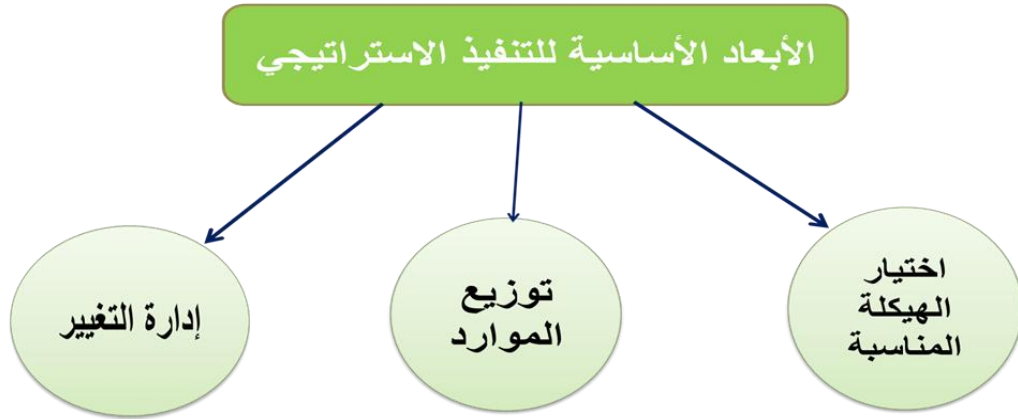 الأبعاد الأساسية للتنفيذ الاستراتيجي
اختيار
الهيكلة
المناسبة
توزيع
الموارد
إدارة التغيير